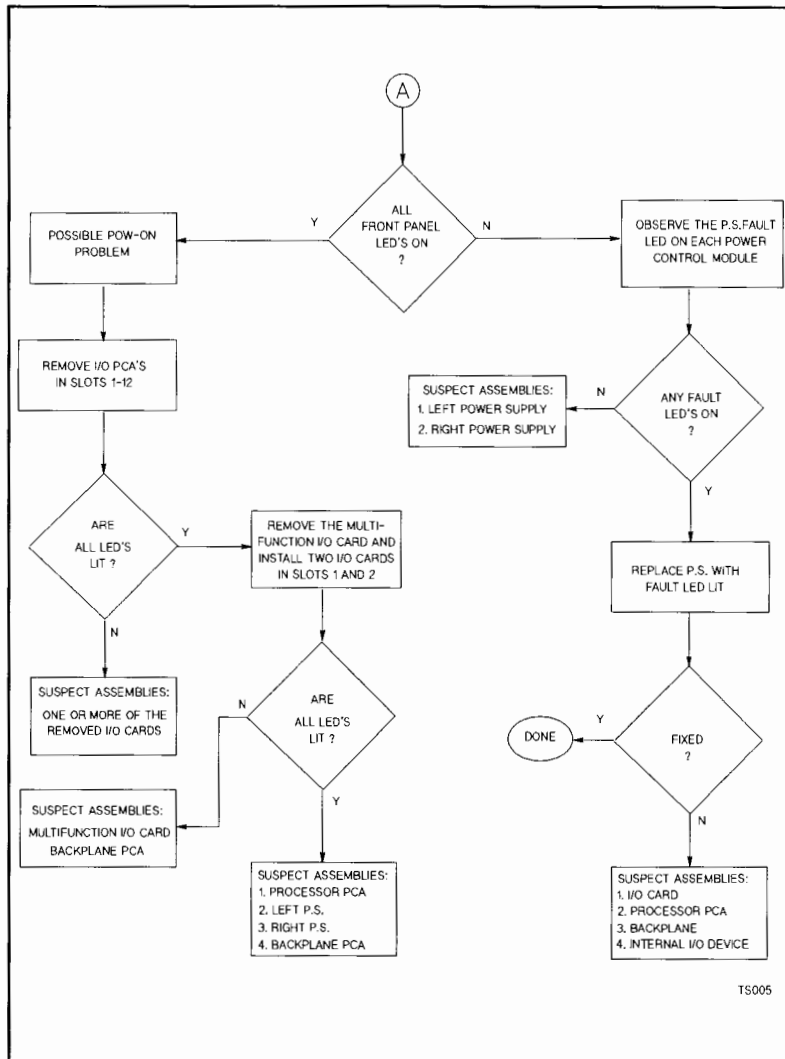 A
ALL
FRONT PANEL
LED'S ON
?
Y
N
POSSIBLE POW-ON
PROBLEM
OBSERVE THE P.S.FAULT
LED ON EACH POWER
CONTROL MODULE
REMOVE I/O PCA'S
IN SLOTS 1-12
SUSPECT ASSEMBLIES:
1. LEFT POWER SUPPLY
2. RIGHT POWER SUPPLY
N
ANY FAULT
LED'S ON
?
Y
ARE
ALL LED'S
LIT ?
Y
N
REMOVE THE MULTI-
FUNCTION I/O CARD AND
INSTALL TWO I/O CARDS
IN SLOTS 1 AND 2
REPLACE P.S. WITH
FAULT LED LIT
SUSPECT ASSEMBLIES:
ONE OR MORE OF THE
REMOVED I/O CARDS
N
ARE
ALL LED'S
LIT ?
Y
DONE
Y
FIXED
?
N
SUSPECT ASSEMBLIES:
MULTIFUNCTION I/O CARD
BACKPLANE PCA
SUSPECT ASSEMBLIES:
1. PROCESSOR PCA
2. LEFT P.S.
3. RIGHT P.S.
4. BACKPLANE PCA
SUSPECT ASSEMBLIES:
1. I/O CARD
2. PROCESSOR PCA
3. BACKPLANE
4. INTERNAL I/O DEVICE
TS005